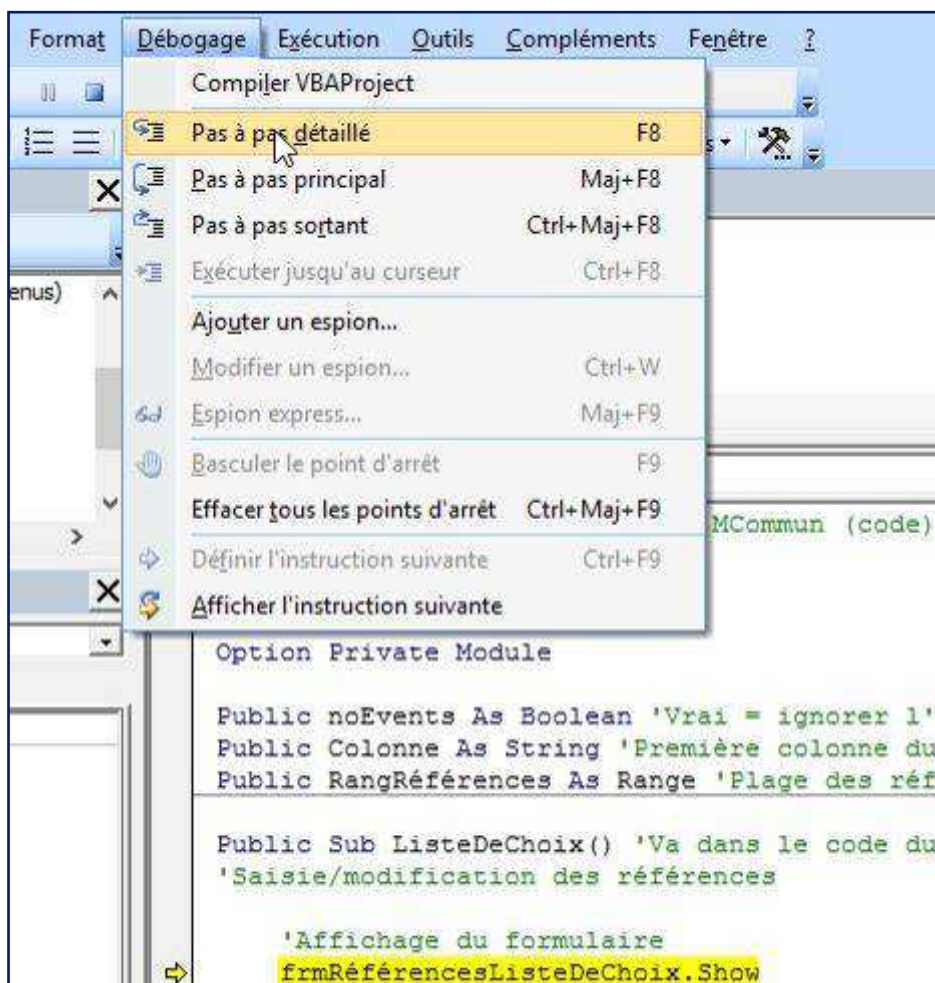 Format Débogage Exécution Outils Compléments Fenêtre ?
Compiler VBAProject
Pas à pas détaillé F8
Pas à pas principal Maj+F8
Pas à pas sortant Ctrl+Maj+F8
Exécuter jusqu'au curseur Ctrl+F8
enus)
Ajouter un espion...
Modifier un espion... Ctrl+W
Espion express... Maj+F9
Basculer le point d'arrêt F9
Effacer tous les points d'arrêt Ctrl+Maj+F9
MCommun (code)
Définir l'instruction suivante Ctrl+F9
Afficher l'instruction suivante
Option Private Module
Public noEvents As Boolean 'Vrai = ignorer l'
Public Colonne As String 'Première colonne du
Public RangRéférences As Range 'Plage des réf
Public Sub ListeDeChoix() 'Va dans le code du
'Saisie/modification des références
'Affichage du formulaire
frmRéférencesListeDeChoix.Show